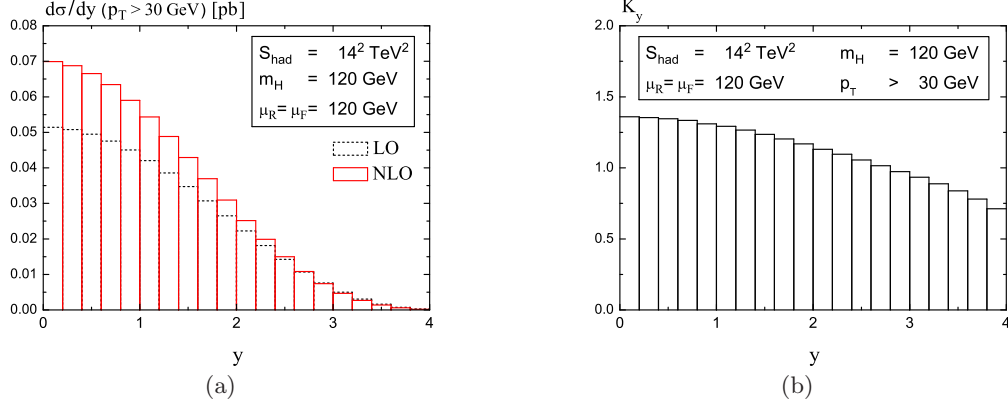 dσ/dy (p_T > 30 GeV) [pb]
0.08
0.07
0.06
0.05
0.04
0.03
0.02
0.01
0.00
S_had = 14² TeV²
m_H = 120 GeV
μ_R = μ_F = 120 GeV
LO
NLO
0 1 2 3 4
y
(a)
K_y
2.0
1.5
1.0
0.5
0.0
S_had = 14² TeV² m_H = 120 GeV
μ_R = μ_F = 120 GeV p_T > 30 GeV
0 1 2 3 4
y
(b)